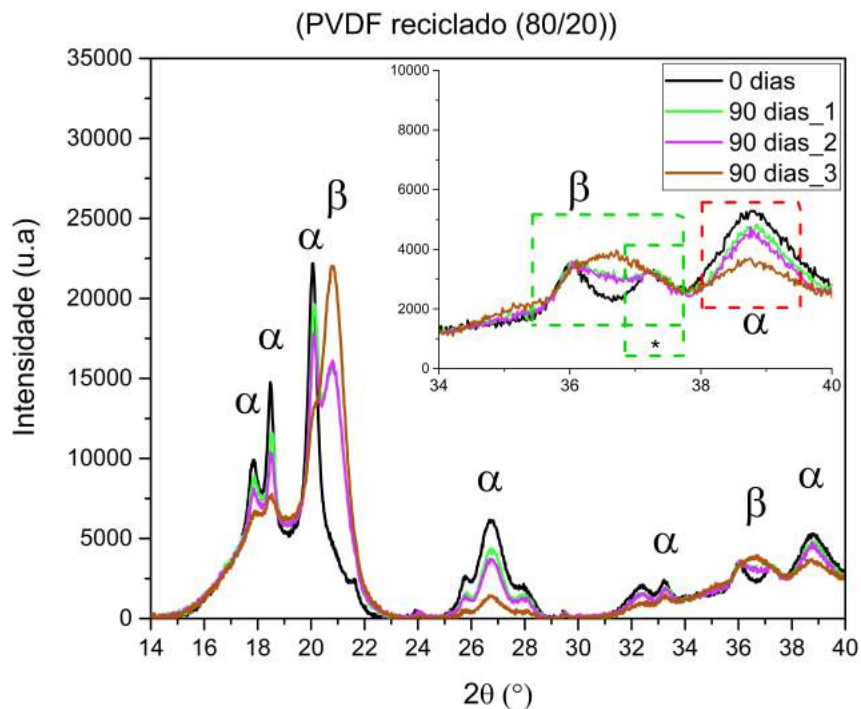 (PVDF reciclado (80/20))
35000
30000
25000
20000
15000
10000
5000
0
Intensidade (u.a)
14 16 18 20 22 24 26 28 30 32 34 36 38 40
2θ (°)
α
α
α
β
α
α
β
α
10000
8000
6000
4000
2000
0
34 36 38 40
β
α
*
0 dias
90 dias_1
90 dias_2
90 dias_3